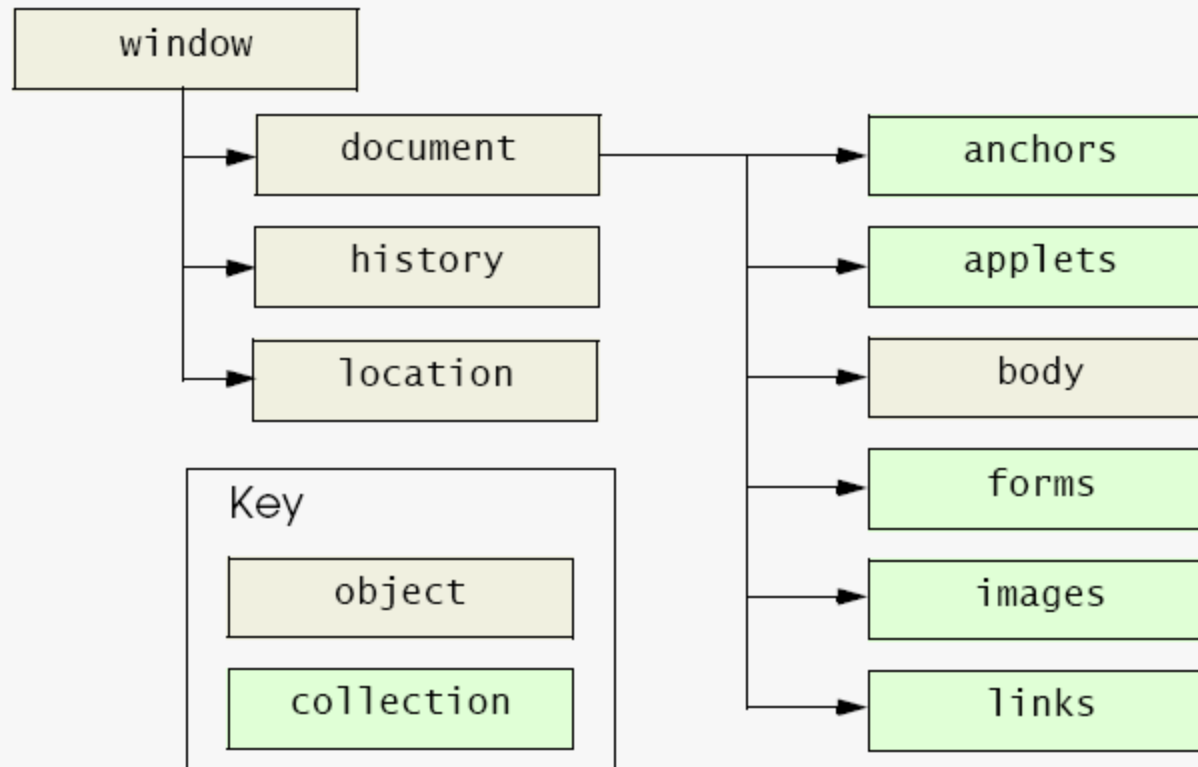 window
document
anchors
history
applets
location
body
Key
forms
object
images
collection
links